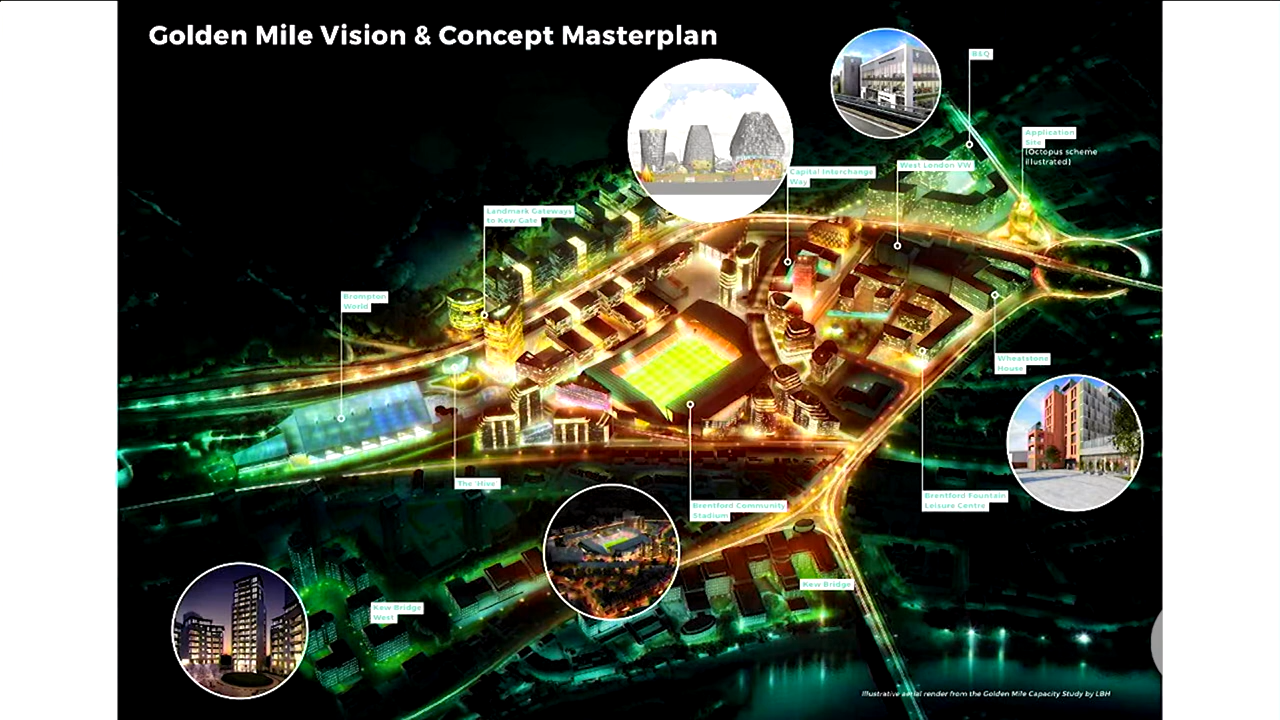 Golden Mile Vision & Concept Masterplan
BSQ
Application
Site
(Octopus scheme
illustrated)
West London VW
Capital Interchange
Way
Landmark Gateways
to Kew Gate
Brompton
World
Wheatstone
House
The 'Hive'
Brentford Community
Stadium
Brentford Fountain
Leisure Centre
Kew Bridge
Kew Bridge
West
Illustrative aerial render from the Golden Mile Capacity Study by LBH